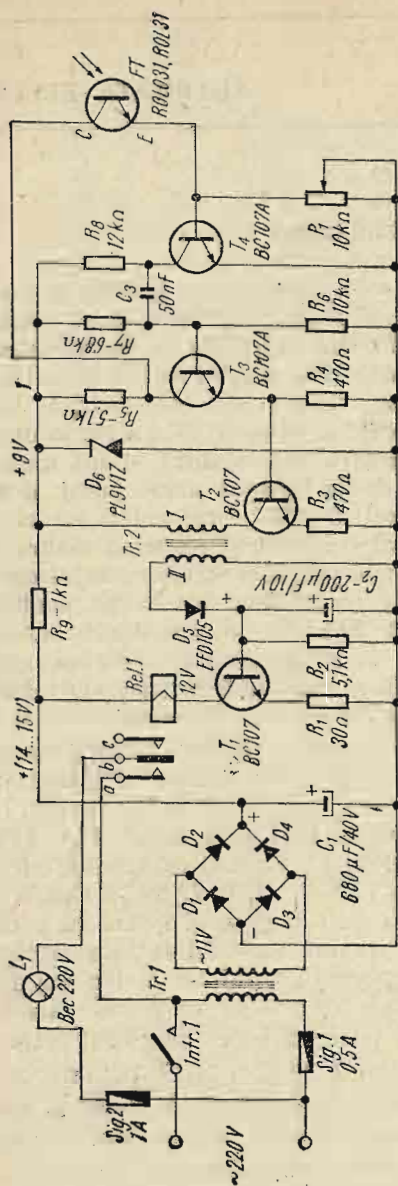 ~220V
Sig.2
1A
L1
Bec 220V
Intr.1
Sig.1
0,5A
Tr.1
~11V
D1
D2
D3
D4
+
-
C1
680μF/40V
+
a
b
c
+(14...15V)
Rel.1
12V
T1
BC107
R1
30Ω
R2
5,1kΩ
D5
EFD105
+
C2-200μF/10V
+
R9-1kΩ
Tr.2
II
I
T2
BC107
R3
470Ω
+9V
D6
PL9V1Z
R5-5,1kΩ
R7-68kΩ
C3
50nF
R8
12kΩ
T3
BC107A
R4
470Ω
R6
10kΩ
T4
BC107A
P1
10kΩ
C
E
FT
ROL031, ROL31